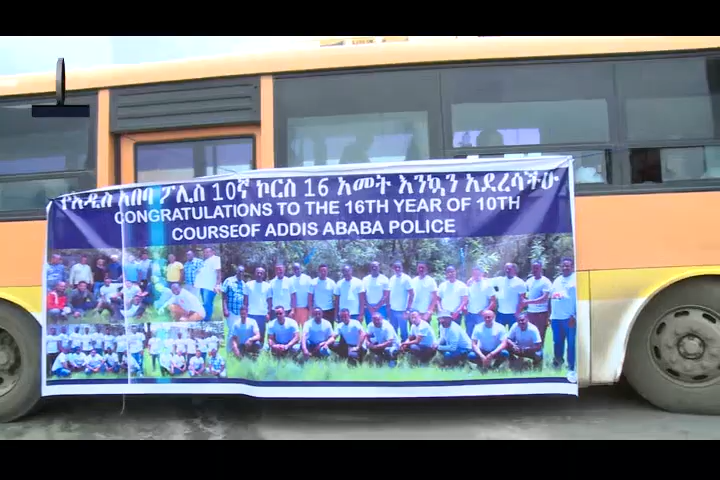 የአዲስ አበባ ፖሊስ 10ኛ ኮርስ 16 አመት እንኳን አደረሳችሁ
CONGRATULATIONS TO THE 16TH YEAR OF 10TH
COURSEOF ADDIS ABABA POLICE